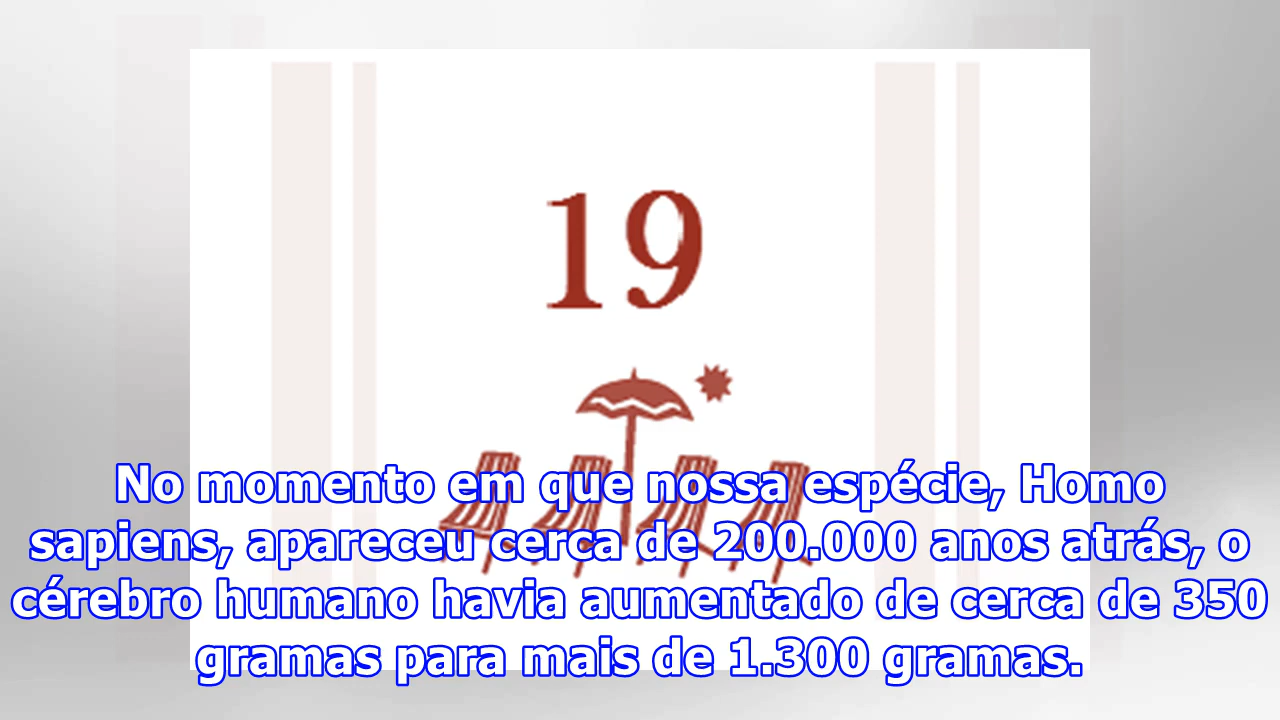 19
No momento em que nossa espécie, Homo
sapiens, apareceu cerca de 200.000 anos atrás, o
cérebro humano havia aumentado de cerca de 350
gramas para mais de 1.300 gramas.